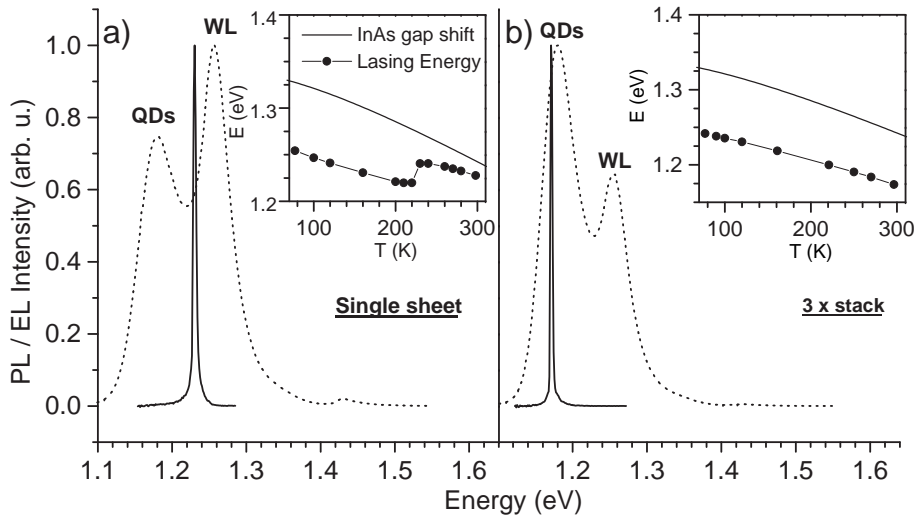 a)
WL
QDs
PL / EL Intensity (arb. u.)
1.0
0.8
0.6
0.4
0.2
0.0
InAs gap shift
Lasing Energy
E (eV)
1.4
1.3
1.2
100 200 300
T (K)
Single sheet
1.1 1.2 1.3 1.4 1.5 1.6
b)
QDs
WL
E (eV)
1.4
1.3
1.2
100 200 300
T (K)
3 x stack
1.2 1.3 1.4 1.5 1.6
Energy (eV)